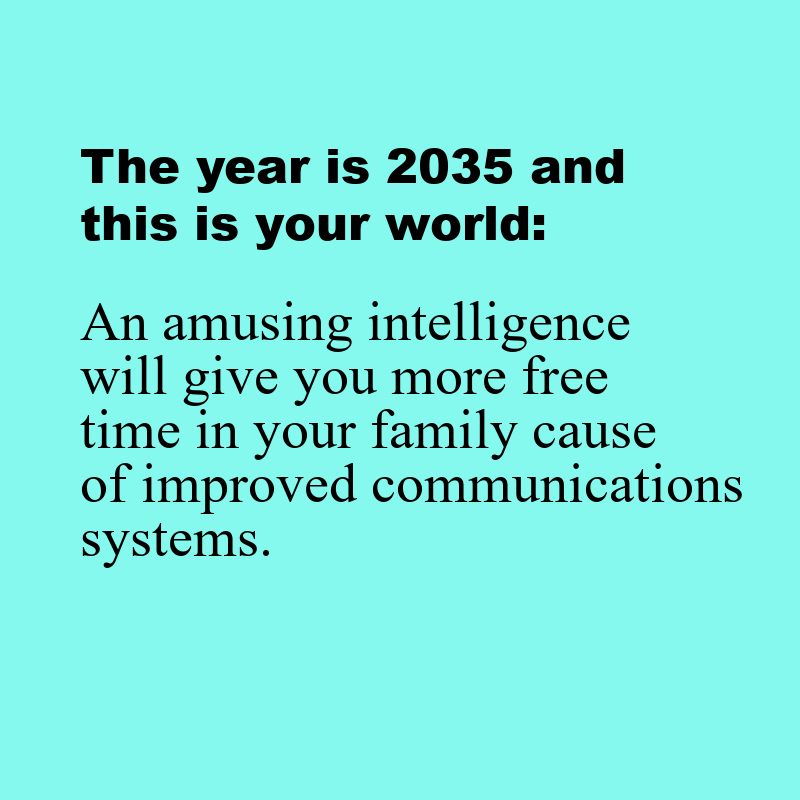 The year is 2035 and
this is your world:
An amusing intelligence
will give you more free
time in your family cause
of improved communications
systems.